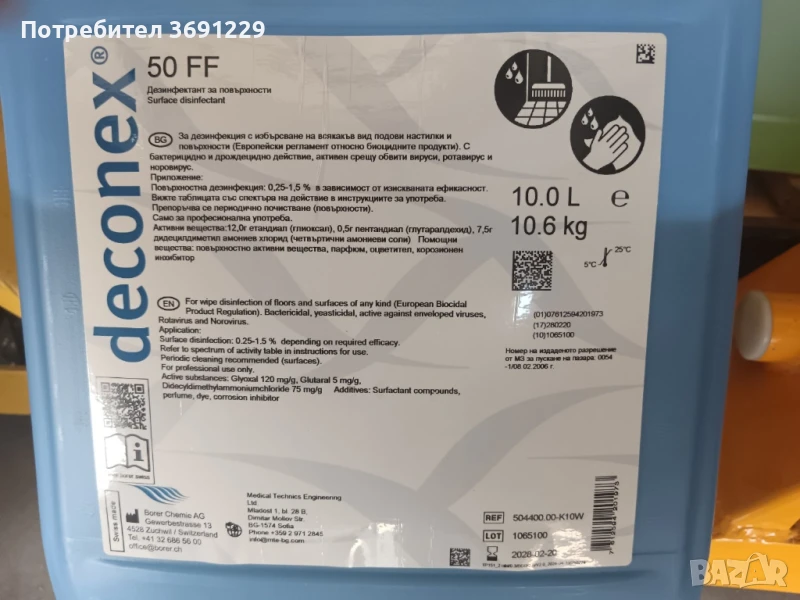 Потребител 3691229
deconex®
50 FF
Дезинфектант за повърхности
Surface disinfectant
BG За дезинфекция с избърсване на всякакъв вид подови настилки и
повърхности (Европейски регламент относно биоцидните продукти). С
бактерицидно и дрождецидно действие, активен срещу обвити вируси, ротавирус и
норовирус.
Приложение:
Повърхностна дезинфекция: 0,25-1,5 % в зависимост от изискваната ефикасност.
Вижте таблицата със спектъра на действие в инструкциите за употреба.
Препоръчва се периодично почистване (повърхности).
Само за професионална употреба.
Активни вещества:12,0г етандиал (глиоксал), 0,5г пентандиал (глутаралдехид), 7,5г
дидецилдиметил амониев хлорид (четвъртични амониеви соли) Помощни
вещества: повърхностно активни вещества, парфюм, оцветител, корозионен
инхибитор
10.0 L e
10.6 kg
5°C 25°C
EN For wipe disinfection of floors and surfaces of any kind (European Biocidal
Product Regulation). Bactericidal, yeasticidal, active against enveloped viruses,
Rotavirus and Norovirus.
Application:
Surface disinfection: 0.25-1.5 % depending on required efficacy.
Refer to spectrum of activity table in instructions for use.
Periodic cleaning recommended (surfaces).
For professional use only.
Active substances: Glyoxal 120 mg/g, Glutaral 5 mg/g,
Didecyldimethylammoniumchloride 75 mg/g Additives: Surfactant compounds,
perfume, dye, corrosion inhibitor
(01)07612594201973
(17)280220
(10)1065100
Номер на издаденото разрешение
от МЗ за пускане на пазара: 0054
-1/08.02.2006 г.
Swiss made
Borer Chemie AG
Gewerbestrasse 13
4528 Zuchwil / Switzerland
Tel. +41 32 686 56 00
office@borer.ch
Medical Technics Engineering
Ltd.
Mladost 1, bl. 28 B,
Dimitar Mollov Str.
BG-1574 Sofia
Phone +359 2 971 2845
info@mte-bg.com
REF 504400.00-K10W
LOT 1065100
2028-02-20
7612594201973
BAZAR